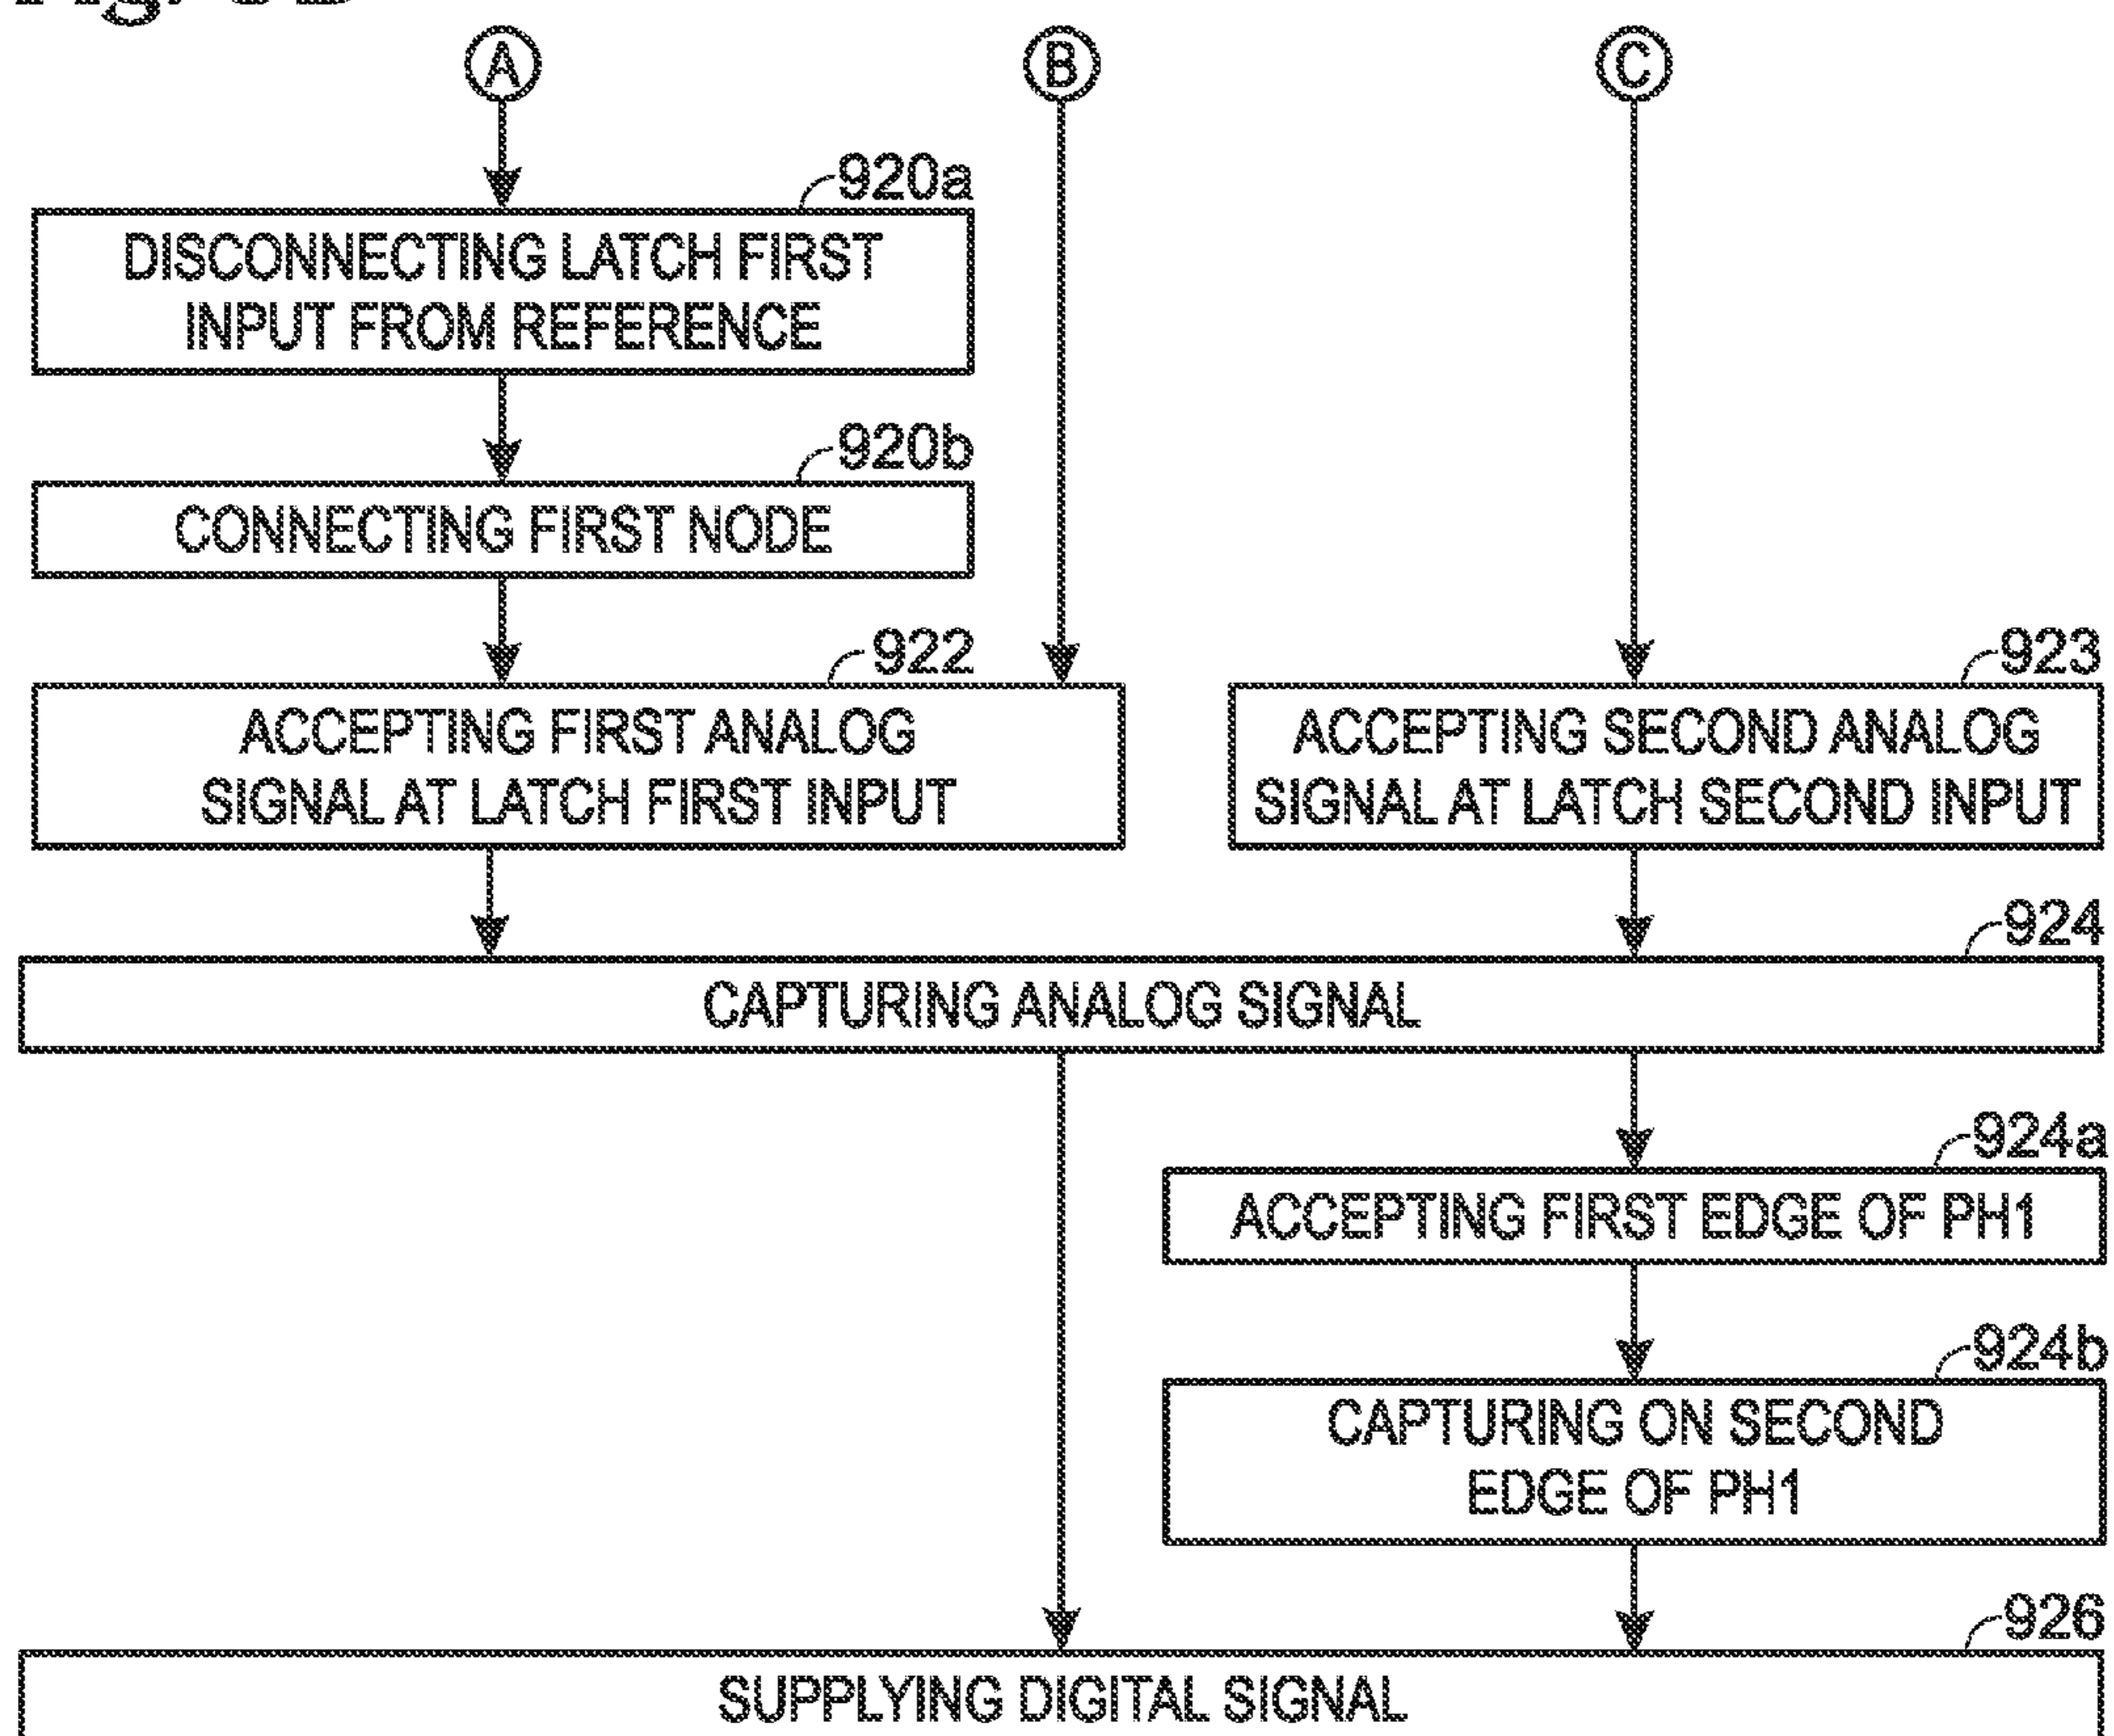 A
B
C
920a
DISCONNECTING LATCH FIRST
INPUT FROM REFERENCE
920b
CONNECTING FIRST NODE
922
ACCEPTING FIRST ANALOG
SIGNAL AT LATCH FIRST INPUT
923
ACCEPTING SECOND ANALOG
SIGNAL AT LATCH SECOND INPUT
924
CAPTURING ANALOG SIGNAL
924a
ACCEPTING FIRST EDGE OF PH1
924b
CAPTURING ON SECOND
EDGE OF PH1
926
SUPPLYING DIGITAL SIGNAL